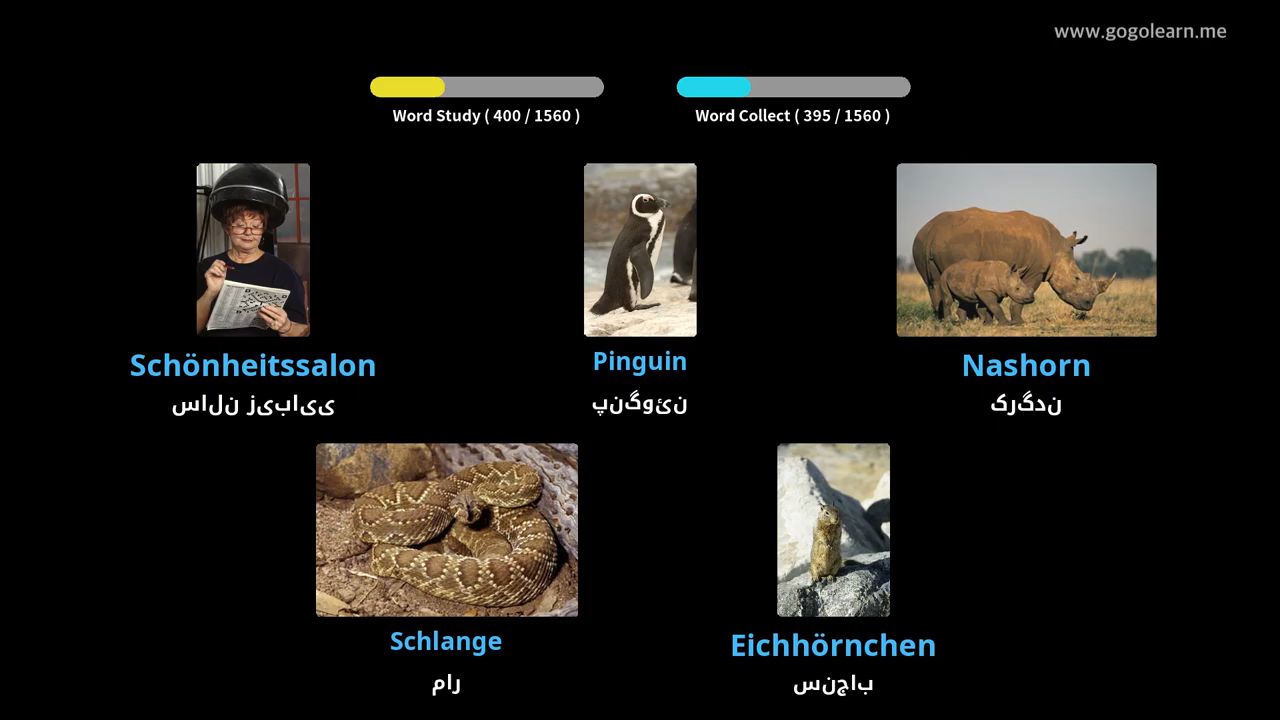 www.gogolearn.me
Word Study ( 400 / 1560 )
Word Collect ( 395 / 1560 )
Schönheitssalon
سالن زیبایی
Pinguin
پنگوئن
Nashorn
کرگدن
Schlange
مار
Eichhörnchen
سنجاب